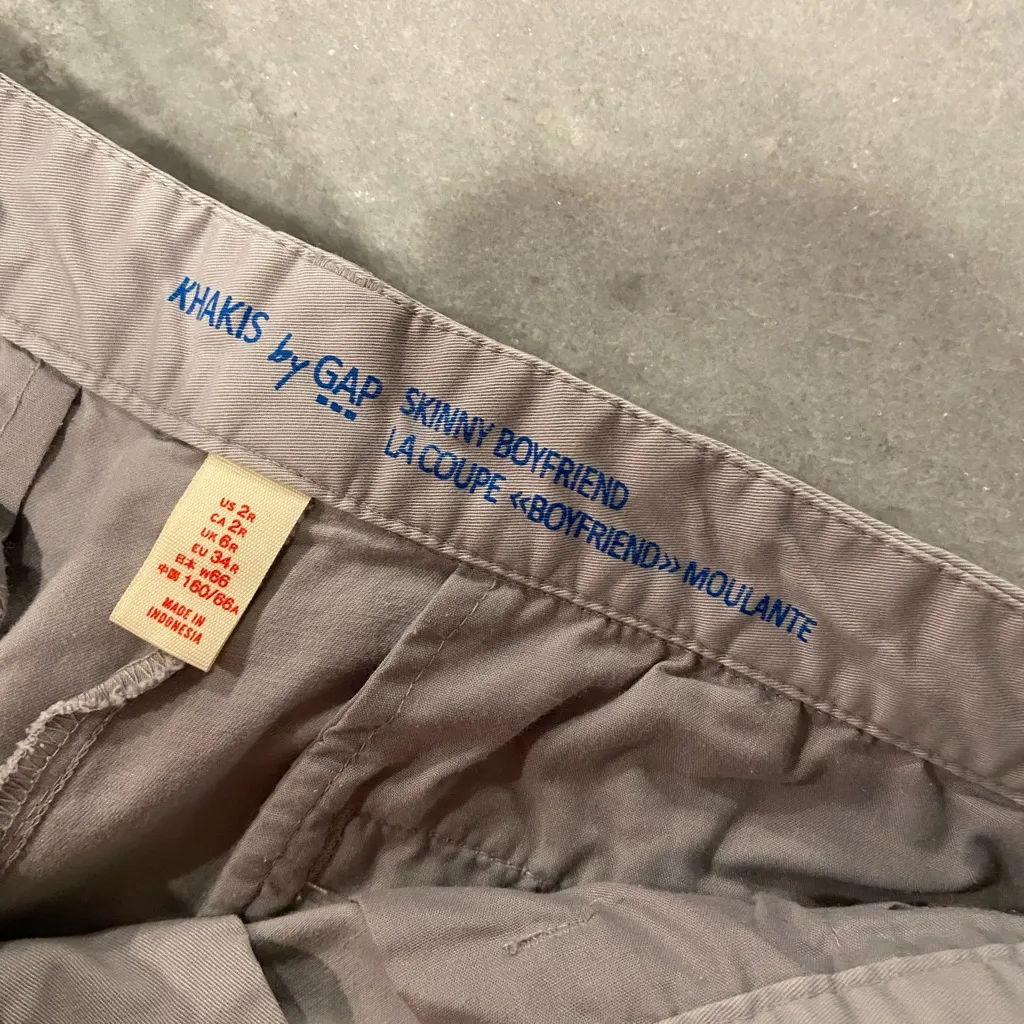 KHAKIS by GAP
SKINNY BOYFRIEND
LA COUPE «BOYFRIEND» MOULANTE
US 2R
CA 2R
UK 6R
EU 34R
日本 W66
中国 160/66A
MADE IN
INDONESIA